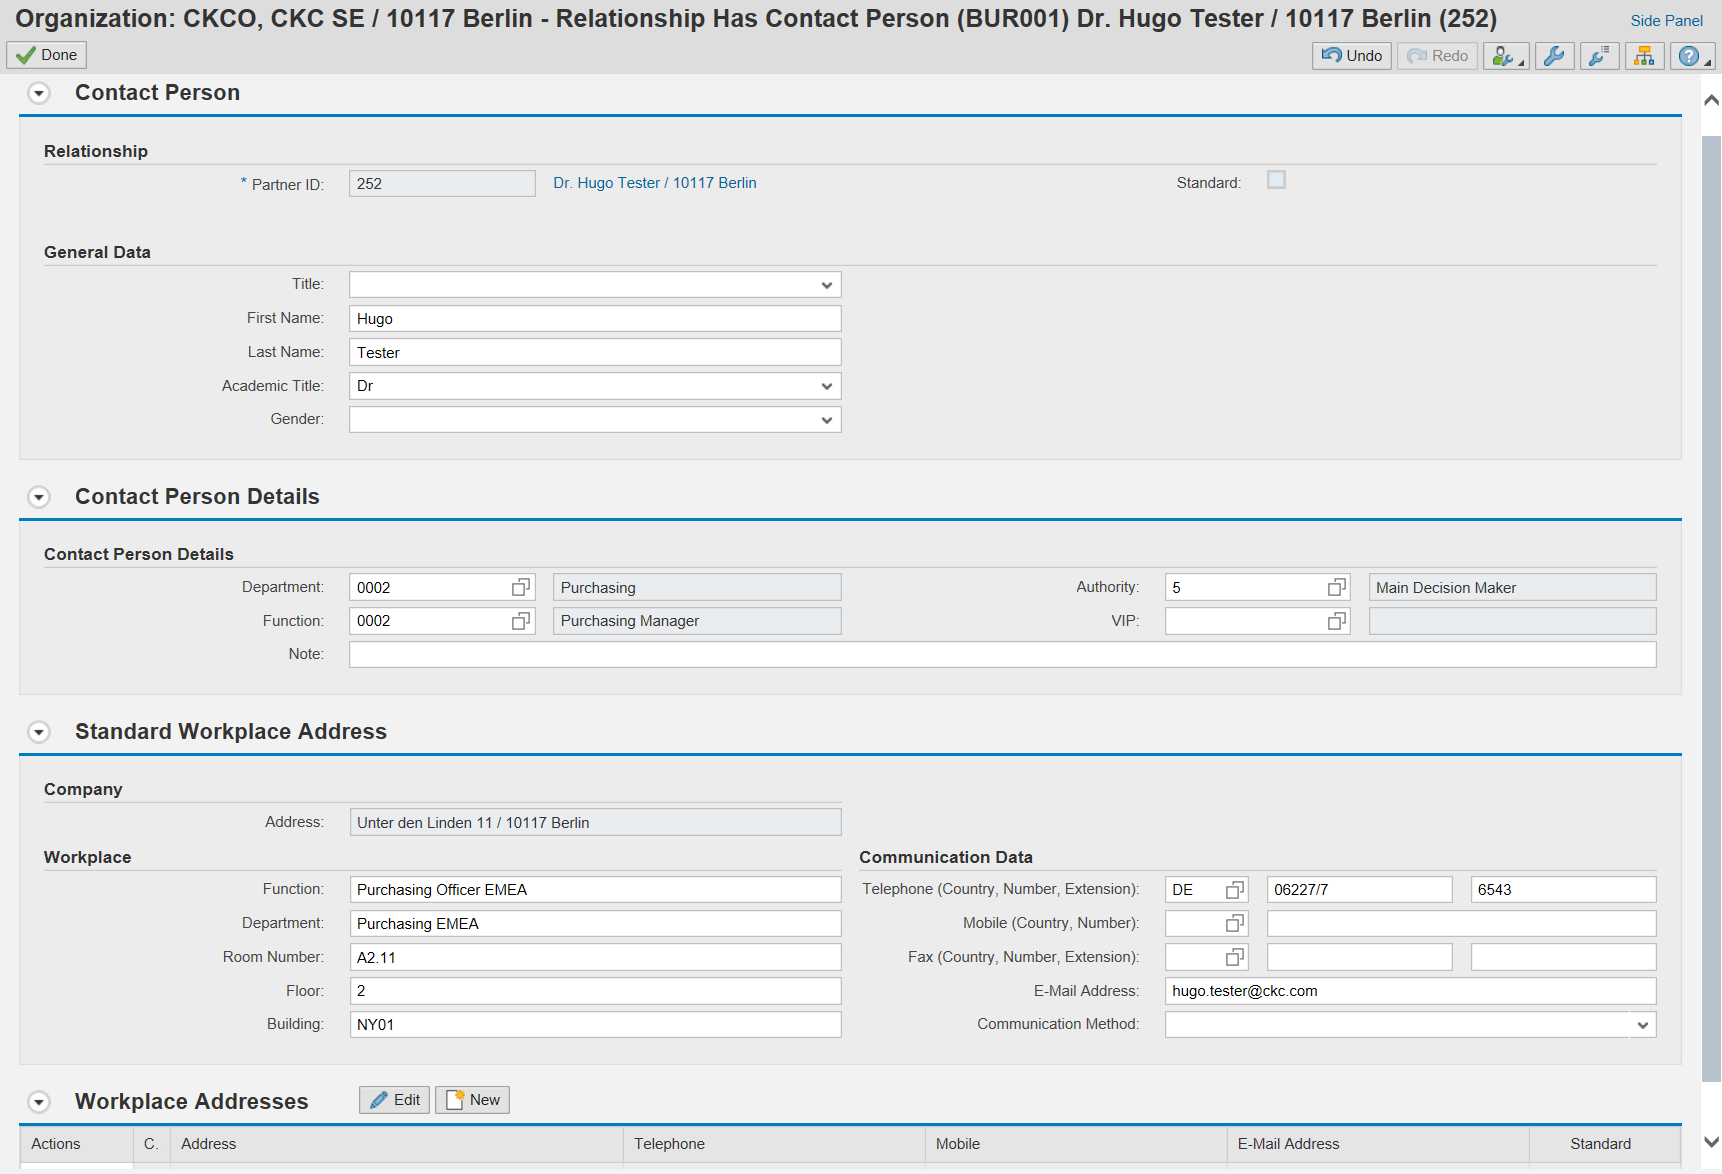 Organization: CKCO, CKC SE / 10117 Berlin - Relationship Has Contact Person (BUR001) Dr. Hugo Tester / 10117 Berlin (252)
Side Panel
Done
Undo
Redo
Contact Person
Relationship
* Partner ID: 252 Dr. Hugo Tester / 10117 Berlin Standard:
General Data
Title:
First Name: Hugo
Last Name: Tester
Academic Title: Dr
Gender:
Contact Person Details
Contact Person Details
Department: 0002 Purchasing Authority: 5 Main Decision Maker
Function: 0002 Purchasing Manager VIP:
Note:
Standard Workplace Address
Company
Address: Unter den Linden 11 / 10117 Berlin
Workplace Communication Data
Function: Purchasing Officer EMEA Telephone (Country, Number, Extension): DE 06227/7 6543
Department: Purchasing EMEA Mobile (Country, Number):
Room Number: A2.11 Fax (Country, Number, Extension):
Floor: 2 E-Mail Address: hugo.tester@ckc.com
Building: NY01 Communication Method:
Workplace Addresses Edit New
Actions C. Address Telephone Mobile E-Mail Address Standard